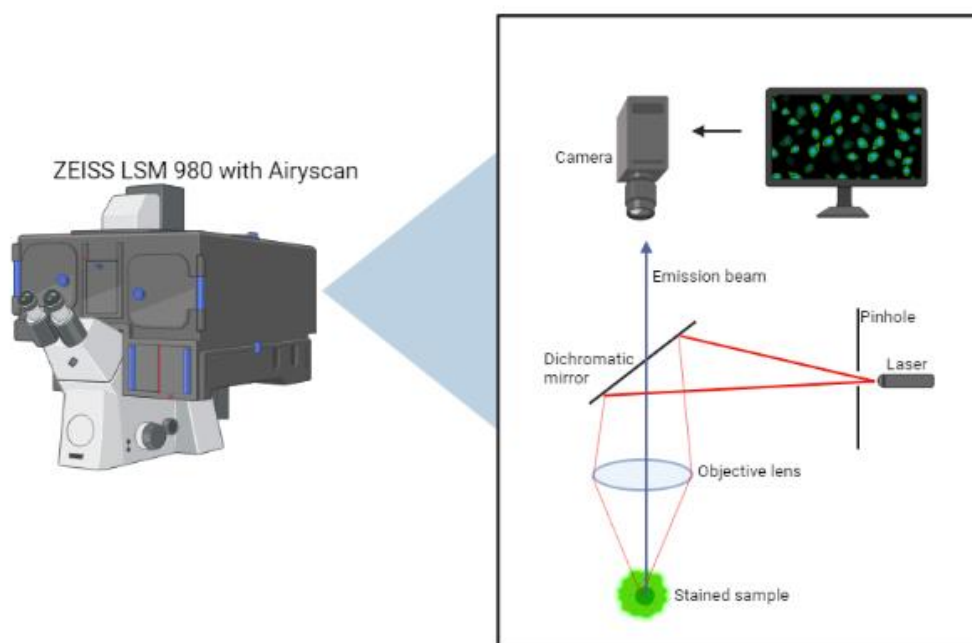 ZEISS LSM 980 with Airyscan
Camera
Emission beam
Pinhole
Dichromatic
mirror
Laser
Objective lens
Stained sample